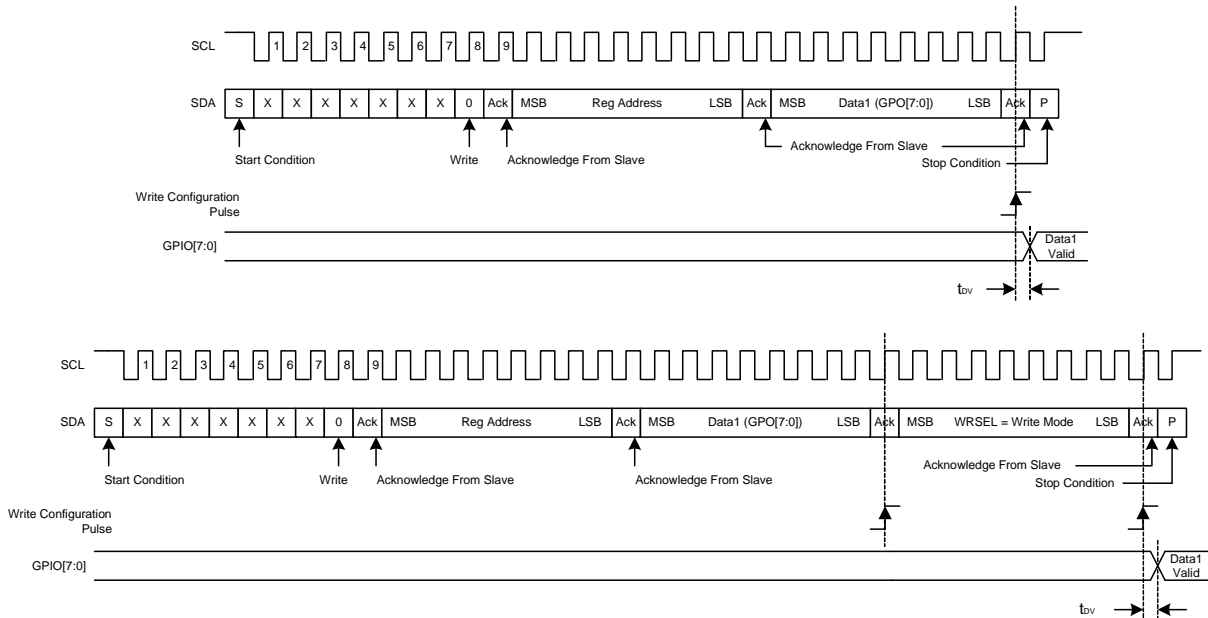 SCL 1 2 3 4 5 6 7 8 9
SDA S X X X X X X X 0 Ack MSB Reg Address LSB Ack MSB Data1 (GPO[7:0]) LSB Ack P
Start Condition Write Acknowledge From Slave Acknowledge From Slave
Stop Condition
Write Configuration
Pulse
GPIO[7:0] Data1
Valid
tDV
SCL 1 2 3 4 5 6 7 8 9
SDA S X X X X X X X 0 Ack MSB Reg Address LSB Ack MSB Data1 (GPO[7:0]) LSB Ack MSB WRSEL = Write Mode LSB Ack P
Acknowledge From Slave
Start Condition Write Acknowledge From Slave Acknowledge From Slave Stop Condition
Write Configuration
Pulse
GPIO[7:0] Data1
Valid
tDV